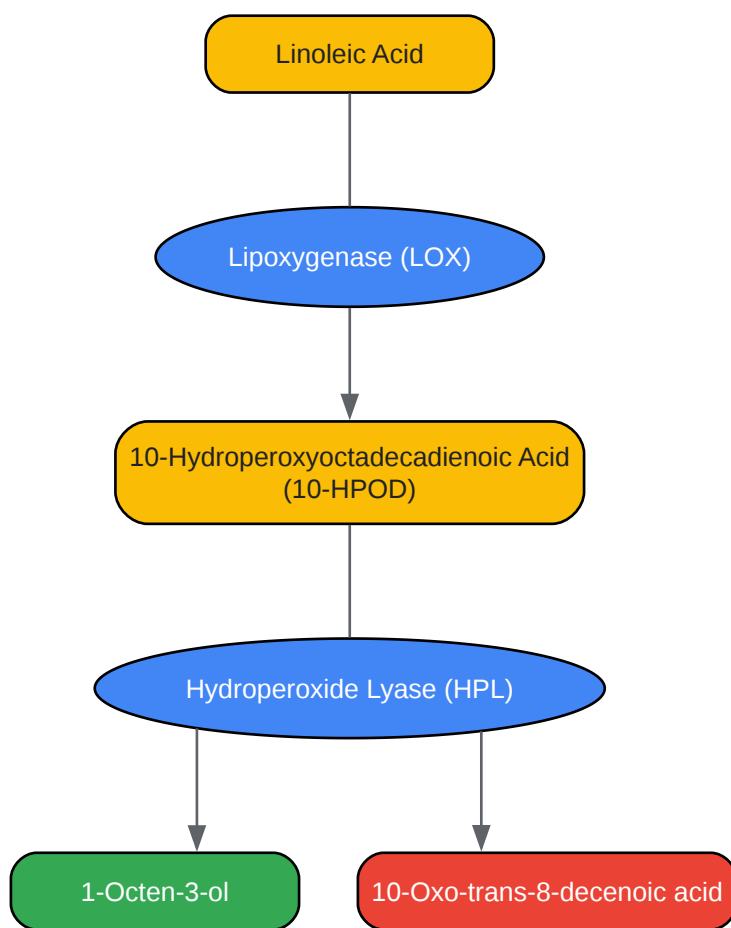 Linoleic Acid
Lipoxygenase (LOX)
10-Hydroperoxyoctadecadienoic Acid
(10-HPOD)
Hydroperoxide Lyase (HPL)
1-Octen-3-ol
10-Oxo-trans-8-decenoic acid